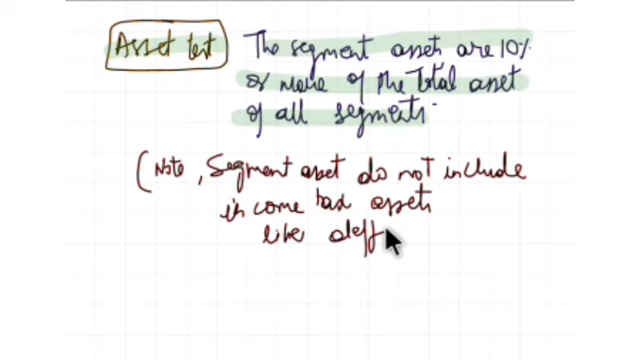 Asset test The segment asset are 10%
or more of the Total asset
of all segments.
(Note, Segment asset do not include
income tax assets
like deff